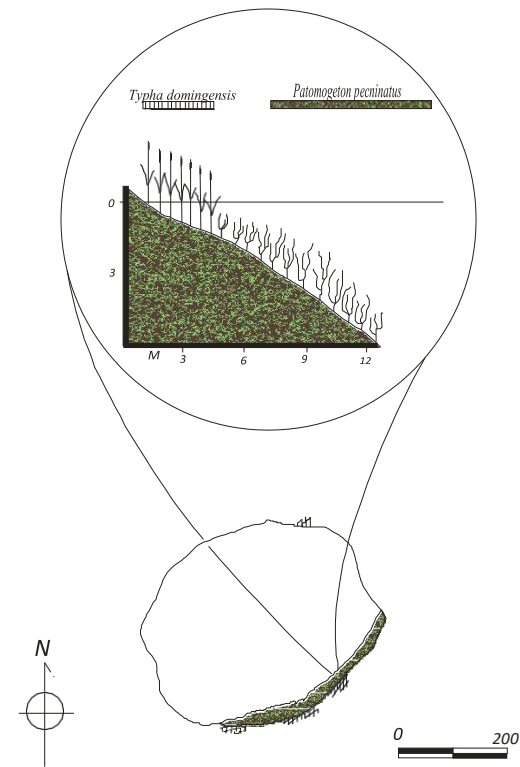 Typha domingensis
Patomogeton pecninatus
0
3
M 3 6 9 12
N
0 200